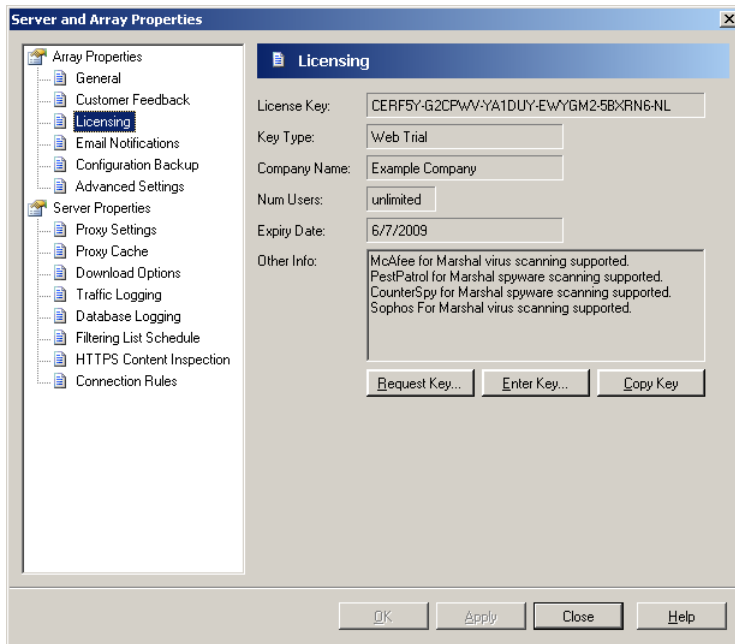 Server and Array Properties
Array Properties
General
Customer Feedback
Licensing
Email Notifications
Configuration Backup
Advanced Settings
Server Properties
Proxy Settings
Proxy Cache
Download Options
Traffic Logging
Database Logging
Filtering List Schedule
HTTPS Content Inspection
Connection Rules
Licensing
License Key: CERF5Y-G2CPWV-YA1DUY-EWYGM2-5BXRN6-NL
Key Type: Web Trial
Company Name: Example Company
Num Users: unlimited
Expiry Date: 6/7/2009
Other Info: McAfee for Marshal virus scanning supported.
PestPatrol for Marshal spyware scanning supported.
CounterSpy for Marshal spyware scanning supported.
Sophos For Marshal virus scanning supported.
Request Key... Enter Key... Copy Key
OK Apply Close Help